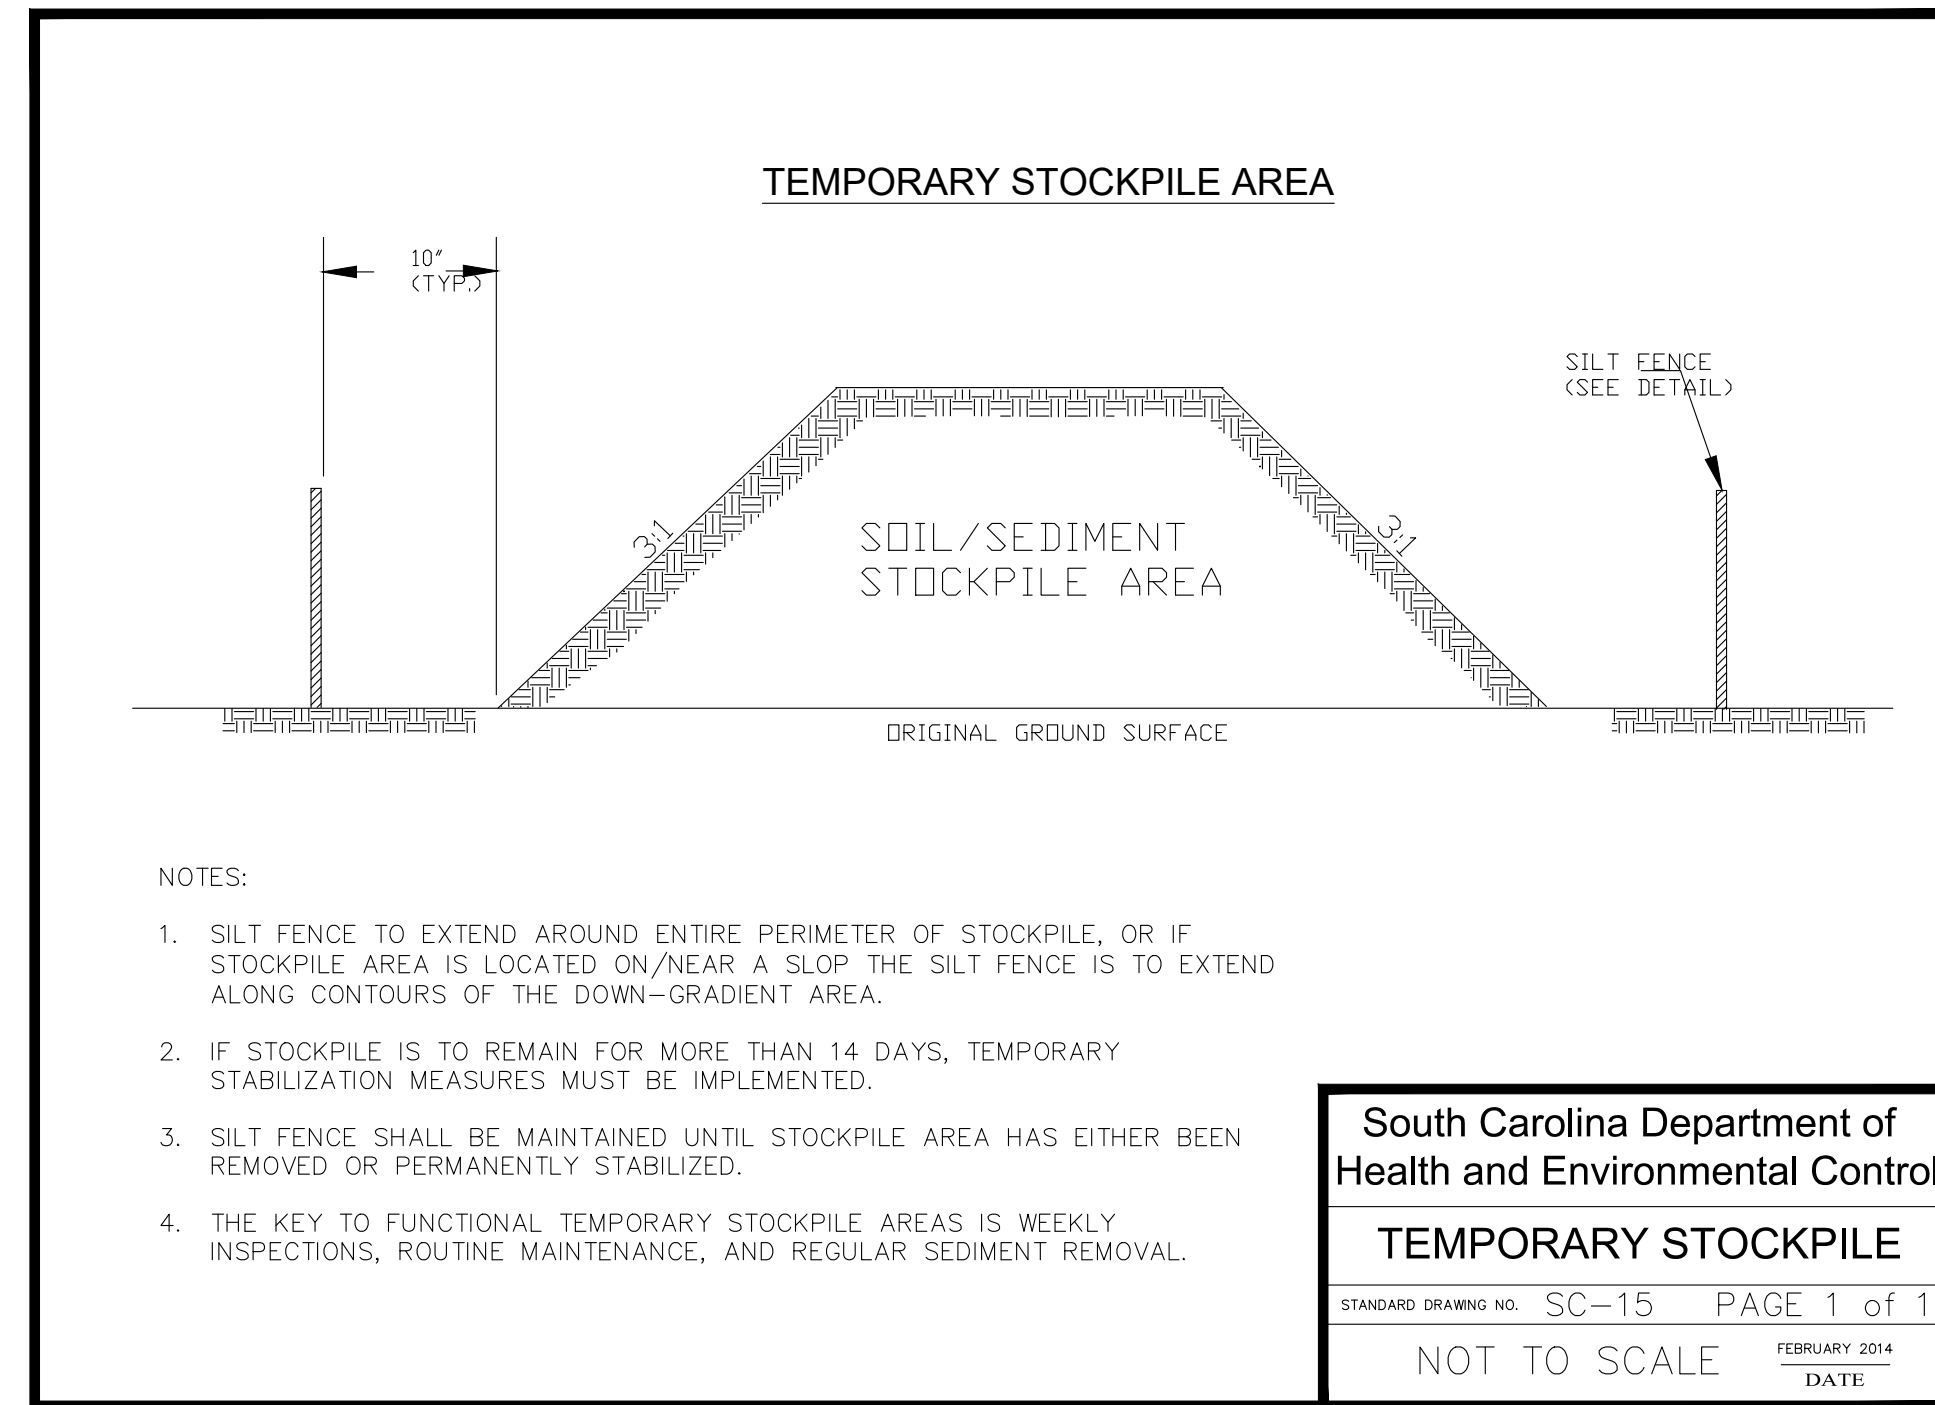 TEMPORARY STOCKPILE AREA
10"
(TYP.)
SILT FENCE
(SEE DETAIL)
3:1
3:1
SOIL/SEDIMENT
STOCKPILE AREA
ORIGINAL GROUND SURFACE
NOTES:
1. SILT FENCE TO EXTEND AROUND ENTIRE PERIMETER OF STOCKPILE, OR IF
STOCKPILE AREA IS LOCATED ON/NEAR A SLOP THE SILT FENCE IS TO EXTEND
ALONG CONTOURS OF THE DOWN-GRADIENT AREA.
2. IF STOCKPILE IS TO REMAIN FOR MORE THAN 14 DAYS, TEMPORARY
STABILIZATION MEASURES MUST BE IMPLEMENTED.
3. SILT FENCE SHALL BE MAINTAINED UNTIL STOCKPILE AREA HAS EITHER BEEN
REMOVED OR PERMANENTLY STABILIZED.
4. THE KEY TO FUNCTIONAL TEMPORARY STOCKPILE AREAS IS WEEKLY
INSPECTIONS, ROUTINE MAINTENANCE, AND REGULAR SEDIMENT REMOVAL.
South Carolina Department of
Health and Environmental Control
TEMPORARY STOCKPILE
STANDARD DRAWING NO. SC-15 PAGE 1 of 1
NOT TO SCALE
FEBRUARY 2014
DATE